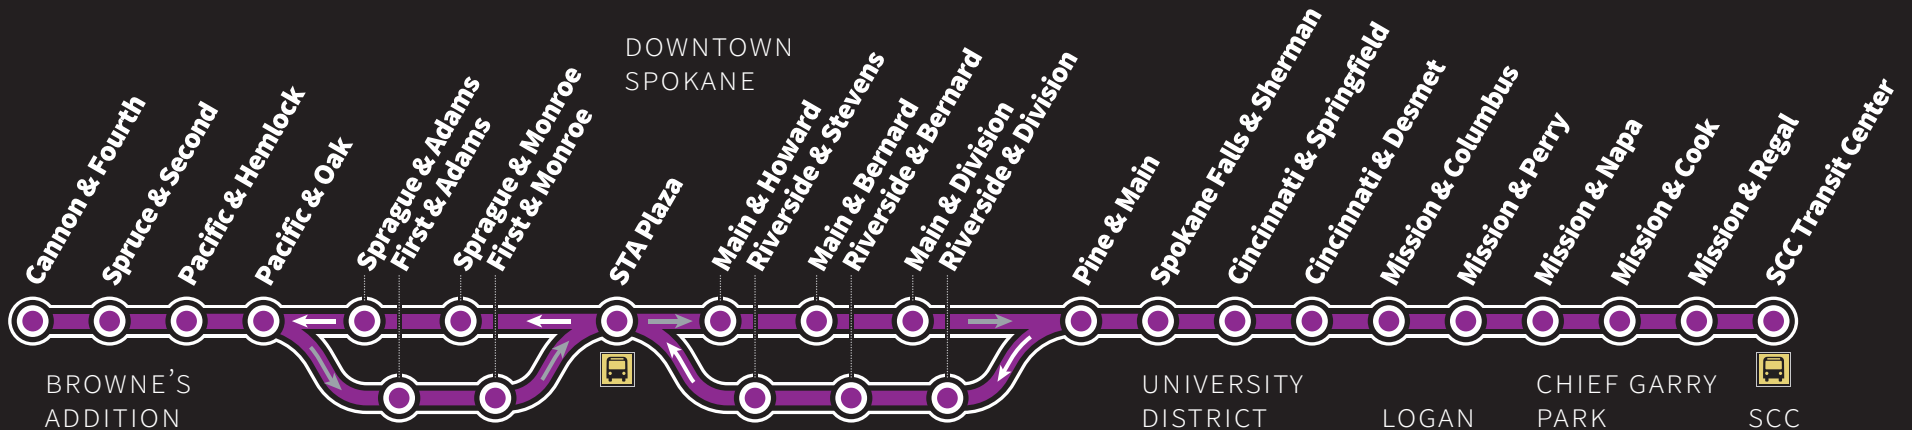 DOWNTOWN
SPOKANE
Cannon & Fourth
Spruce & Second
Pacific & Hemlock
Pacific & Oak
Sprague & Adams
First & Adams
Sprague & Monroe
First & Monroe
STA Plaza
Main & Howard
Riverside & Stevens
Main & Bernard
Riverside & Bernard
Main & Division
Riverside & Division
Pine & Main
Spokane Falls & Sherman
Cincinnati & Springfield
Cincinnati & Desmet
Mission & Columbus
Mission & Perry
Mission & Napa
Mission & Cook
Mission & Regal
SCC Transit Center
BROWNE’S
ADDITION
UNIVERSITY
DISTRICT
LOGAN
CHIEF GARRY
PARK
SCC